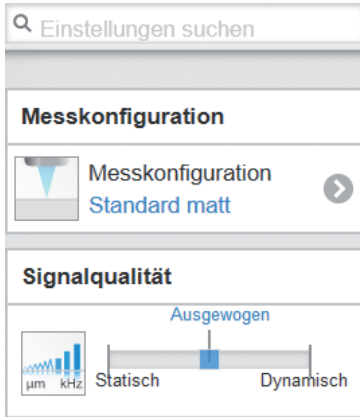 Einstellungen suchen
Messkonfiguration
Messkonfiguration
Standard matt
Signalqualität
Ausgewogen
µm kHz
Statisch Dynamisch